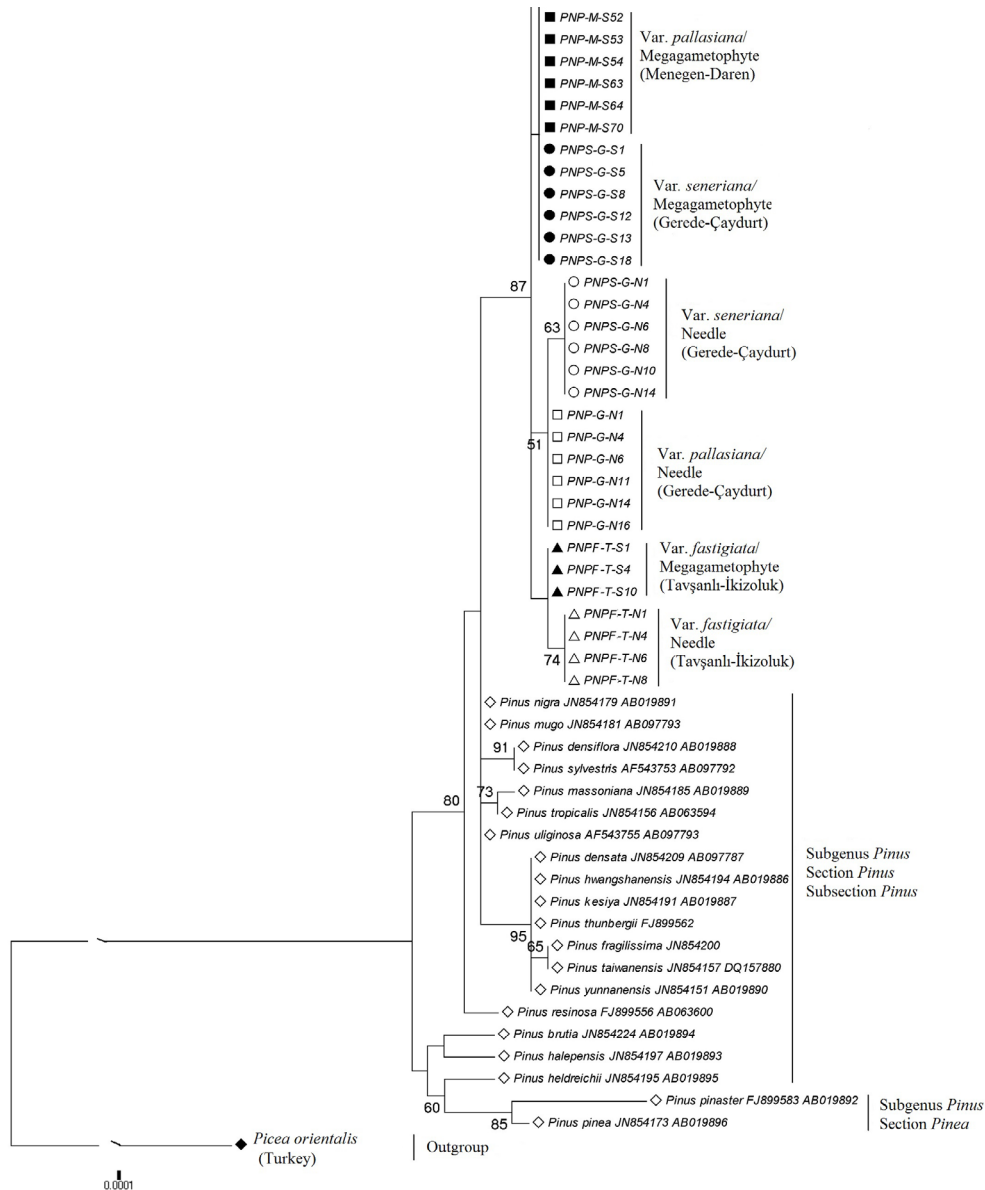 PNP-M-S52
PNP-M-S53
PNP-M-S54
PNP-M-S63
PNP-M-S64
PNP-M-S70
Var. pallasiana/
Megagametophyte
(Menegen-Daren)
PNPS-G-S1
PNPS-G-S5
PNPS-G-S8
PNPS-G-S12
PNPS-G-S13
PNPS-G-S18
Var. seneriana/
Megagametophyte
(Gerede-Çaydurt)
87
PNPS-G-N1
PNPS-G-N4
PNPS-G-N6
PNPS-G-N8
PNPS-G-N10
PNPS-G-N14
63
Var. seneriana/
Needle
(Gerede-Çaydurt)
PNP-G-N1
PNP-G-N4
PNP-G-N6
PNP-G-N11
PNP-G-N14
PNP-G-N16
51
Var. pallasiana/
Needle
(Gerede-Çaydurt)
PNPF-T-S1
PNPF-T-S4
PNPF-T-S10
Var. fastigiata/
Megagametophyte
(Tavşanlı-İkizoluk)
PNPF-T-N1
PNPF-T-N4
PNPF-T-N6
PNPF-T-N8
74
Var. fastigiata/
Needle
(Tavşanlı-İkizoluk)
Pinus nigra JN854179 AB019891
Pinus mugo JN854181 AB097793
91
Pinus densiflora JN854210 AB019888
Pinus sylvestris AF543753 AB097792
73
Pinus massoniana JN854185 AB019889
80
Pinus tropicalis JN854156 AB063594
Pinus uliginosa AF543755 AB097793
Pinus densata JN854209 AB097787
Pinus hwangshanensis JN854194 AB019886
Pinus kesiya JN854191 AB019887
Pinus thunbergii FJ899562
95
65
Pinus fragilissima JN854200
Pinus taiwanensis JN854157 DQ157880
Pinus yunnanensis JN854151 AB019890
Pinus resinosa FJ899556 AB063600
Pinus brutia JN854224 AB019894
Pinus halepensis JN854197 AB019893
Pinus heldreichii JN854195 AB019895
Subgenus Pinus
Section Pinus
Subsection Pinus
60
Pinus pinaster FJ899583 AB019892
85
Pinus pinea JN854173 AB019896
Subgenus Pinus
Section Pinea
Picea orientalis
(Turkey)
Outgroup
0.0001